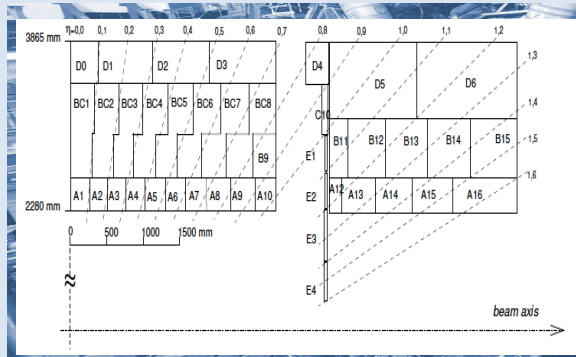 η=0,0 0,1 0,2 0,3 0,4 0,5 0,6 0,7 0,8 0,9 1,0 1,1 1,2
3865 mm
1,3
D0 D1 D2 D3 D4 D5 D6
BC1 BC2 BC3 BC4 BC5 BC6 BC7 BC8
1,4
C10
B9 E1 B11 B12 B13 B14 B15
1,5
1,6
A1 A2 A3 A4 A5 A6 A7 A8 A9 A10 E2 A12 A13 A14 A15 A16
2280 mm
0 500 1000 1500 mm
E3
E4
beam axis